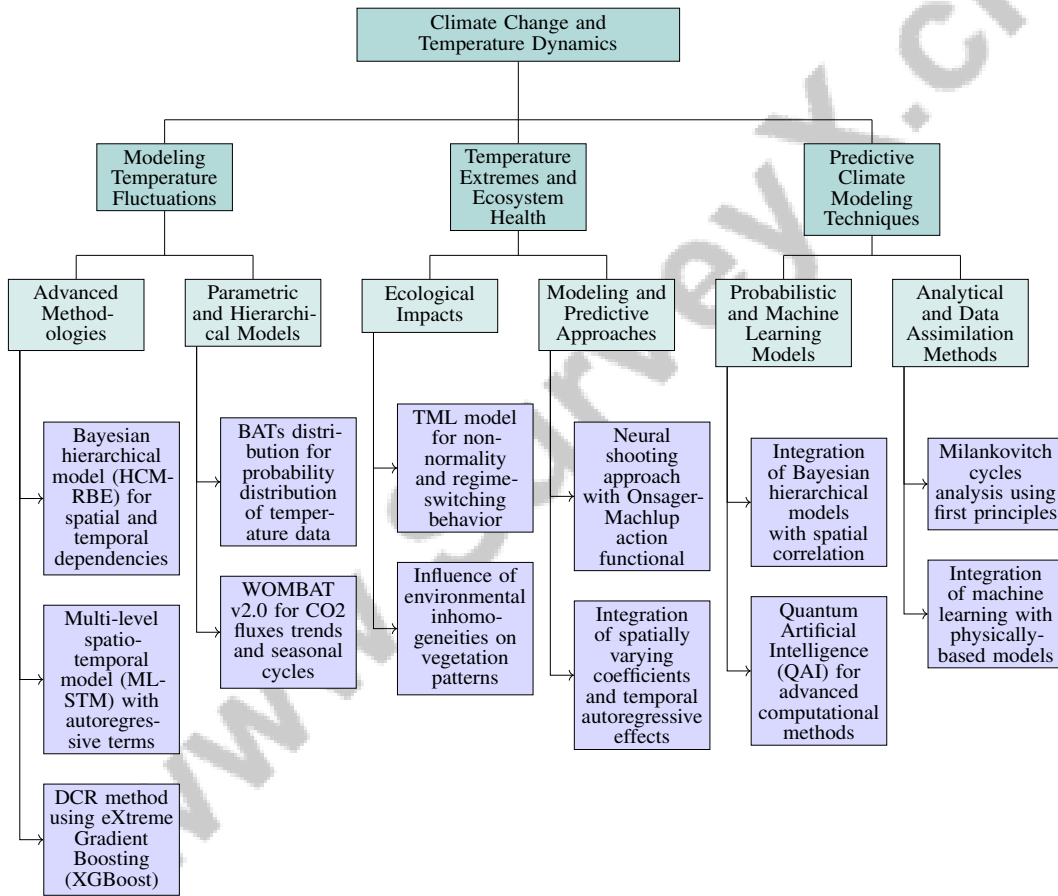 Climate Change and
Temperature Dynamics
Modeling
Temperature
Fluctuations
Temperature
Extremes and
Ecosystem
Health
Predictive
Climate
Modeling
Techniques
Advanced
Method-
ologies
Parametric
and Hierarchi-
cal Models
Ecological
Impacts
Modeling and
Predictive
Approaches
Probabilistic
and Machine
Learning
Models
Analytical
and Data
Assimilation
Methods
Bayesian
hierarchical
model (HCM-
RBE) for
spatial and
temporal
dependencies
BATs distri-
bution for
probability
distribution
of temper-
ature data
TML model
for non-
normality
and regime-
switching
behavior
Neural
shooting
approach
with Onsager-
Machlup
action
functional
Integration
of Bayesian
hierarchical
models
with spatial
correlation
Milankovitch
cycles
analysis using
first principles
Multi-level
spatio-
temporal
model (ML-
STM) with
autoregres-
sive terms
WOMBAT
v2.0 for CO2
fluxes trends
and seasonal
cycles
Influence of
environmental
inhomo-
geneities on
vegetation
patterns
Integration
of spatially
varying
coefficients
and temporal
autoregressive
effects
Quantum
Artificial
Intelligence
(QAI) for
advanced
computational
methods
Integration
of machine
learning with
physically-
based models
DCR method
using eXtreme
Gradient
Boosting
(XGBoost)